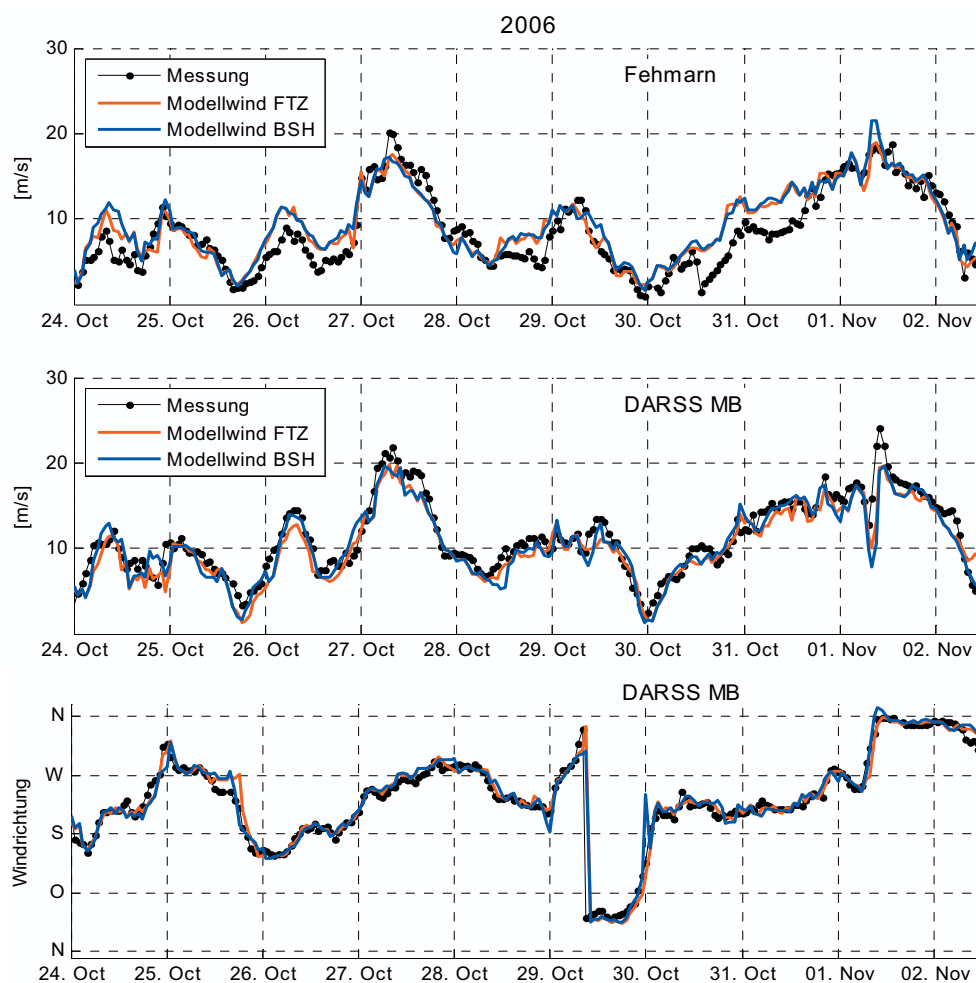 2006
30
Fehmarn
Messung
Modellwind FTZ
Modellwind BSH
20
[m/s]
10
24. Oct 25. Oct 26. Oct 27. Oct 28. Oct 29. Oct 30. Oct 31. Oct 01. Nov 02. Nov
30
DARSS MB
Messung
Modellwind FTZ
Modellwind BSH
20
[m/s]
10
24. Oct 25. Oct 26. Oct 27. Oct 28. Oct 29. Oct 30. Oct 31. Oct 01. Nov 02. Nov
DARSS MB
N
W
S
O
N
Windrichtung
24. Oct 25. Oct 26. Oct 27. Oct 28. Oct 29. Oct 30. Oct 31. Oct 01. Nov 02. Nov